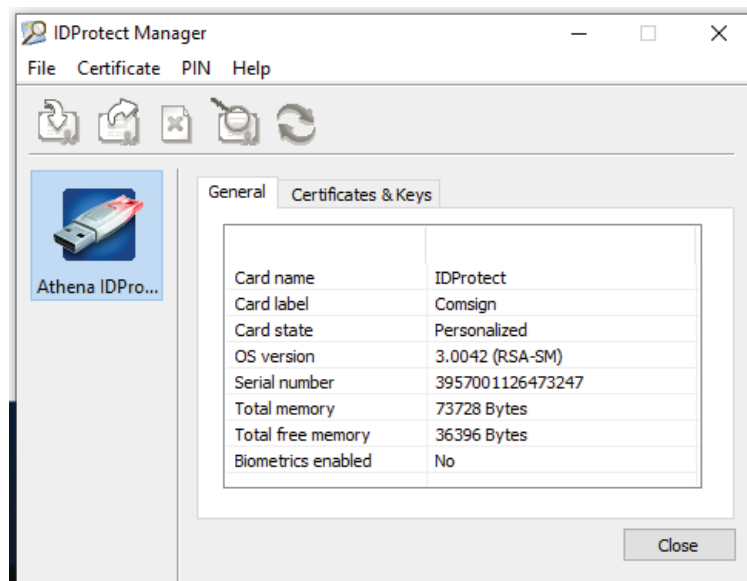 IDProtect Manager
File Certificate PIN Help
General Certificates & Keys
Athena IDPro...
Card name IDProtect
Card label Comsign
Card state Personalized
OS version 3.0042 (RSA-SM)
Serial number 3957001126473247
Total memory 73728 Bytes
Total free memory 36396 Bytes
Biometrics enabled No
Close